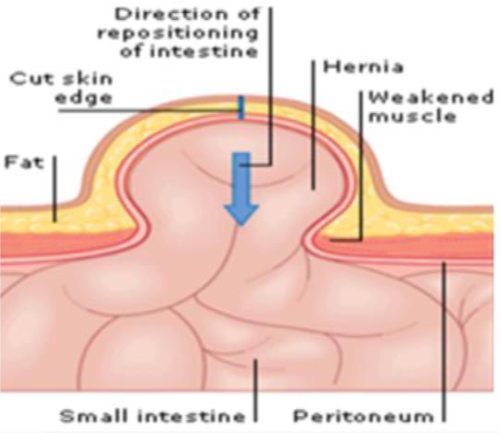 Direction of
repositioning
of intestine
Cut skin
edge
Hernia
Weakened
muscle
Fat
Small intestine
Peritoneum